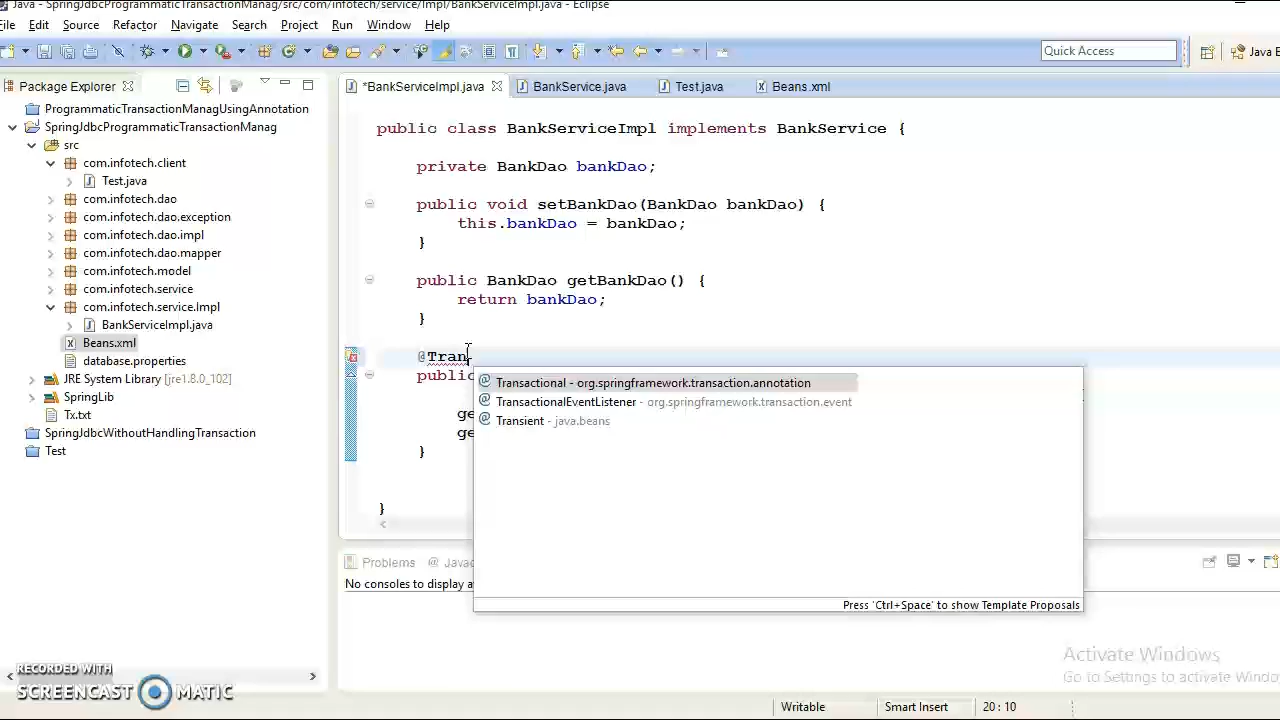 Java - SpringJdbcProgrammaticTransactionManag/src/com/infotech/service/Impl/BankServiceImpl.java - Eclipse
File Edit Source Refactor Navigate Search Project Run Window Help
Quick Access
Java E
Package Explorer
*BankServiceImpl.java
BankService.java
Test.java
Beans.xml
ProgrammaticTransactionManagUsingAnnotation
SpringJdbcProgrammaticTransactionManag
src
com.infotech.client
Test.java
com.infotech.dao
com.infotech.dao.exception
com.infotech.dao.impl
com.infotech.dao.mapper
com.infotech.model
com.infotech.service
com.infotech.service.Impl
BankServiceImpl.java
Beans.xml
database.properties
JRE System Library [jre1.8.0_102]
SpringLib
Tx.txt
SpringJdbcWithoutHandlingTransaction
Test
public class BankServiceImpl implements BankService {
private BankDao bankDao;
public void setBankDao(BankDao bankDao) {
this.bankDao = bankDao;
}
public BankDao getBankDao() {
return bankDao;
}
@Tran
public
ge
ge
}
}
Transactional - org.springframework.transaction.annotation
TransactionalEventListener - org.springframework.transaction.event
Transient - java.beans
Press 'Ctrl+Space' to show Template Proposals
Problems @ Javad
No consoles to display a
Activate Windows
Go to Settings to activate Windo
RECORDED WITH
SCREENCAST MATIC
Writable
Smart Insert
20 : 10